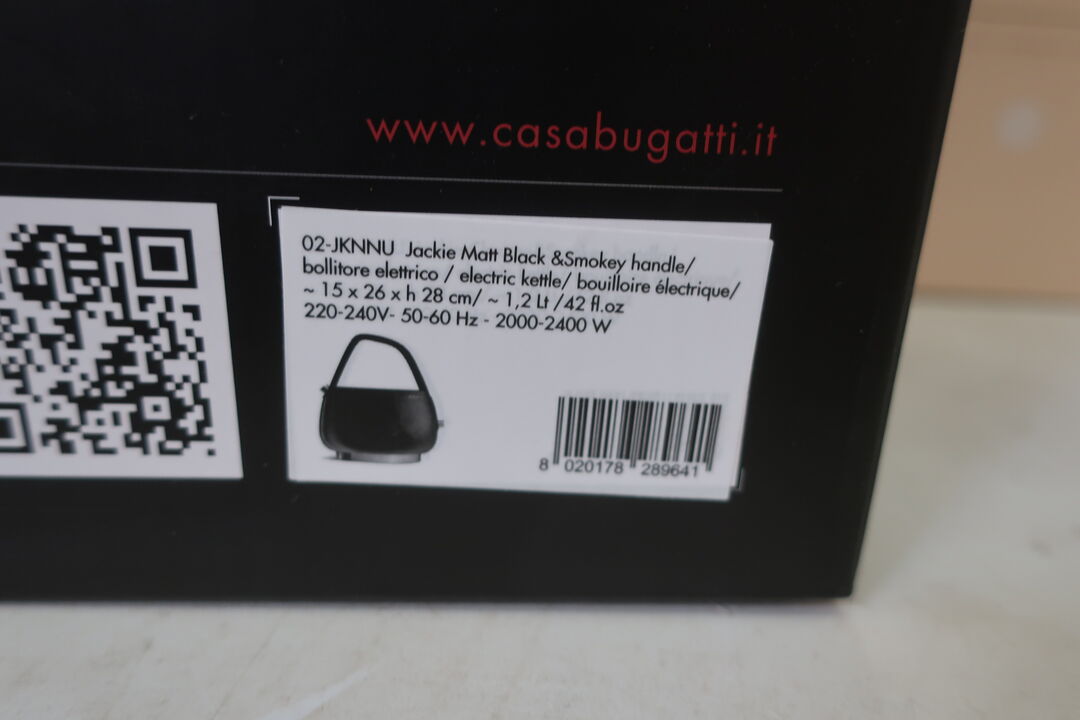 www.casabugatti.it
02-JKNNU Jackie Matt Black &Smokey handle/
bollitore elettrico / electric kettle/ bouilloire électrique/
~ 15 x 26 x h 28 cm/ ~ 1,2 Lt /42 fl.oz
220-240V- 50-60 Hz - 2000-2400 W
8 020178 289641